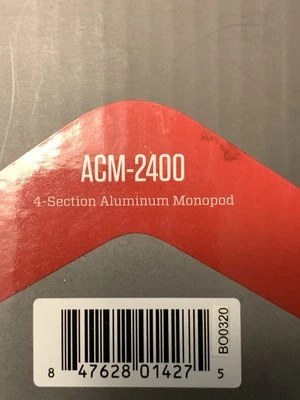 ACM-2400
4-Section Aluminum Monopod
BO0320
8 47628 01427 5